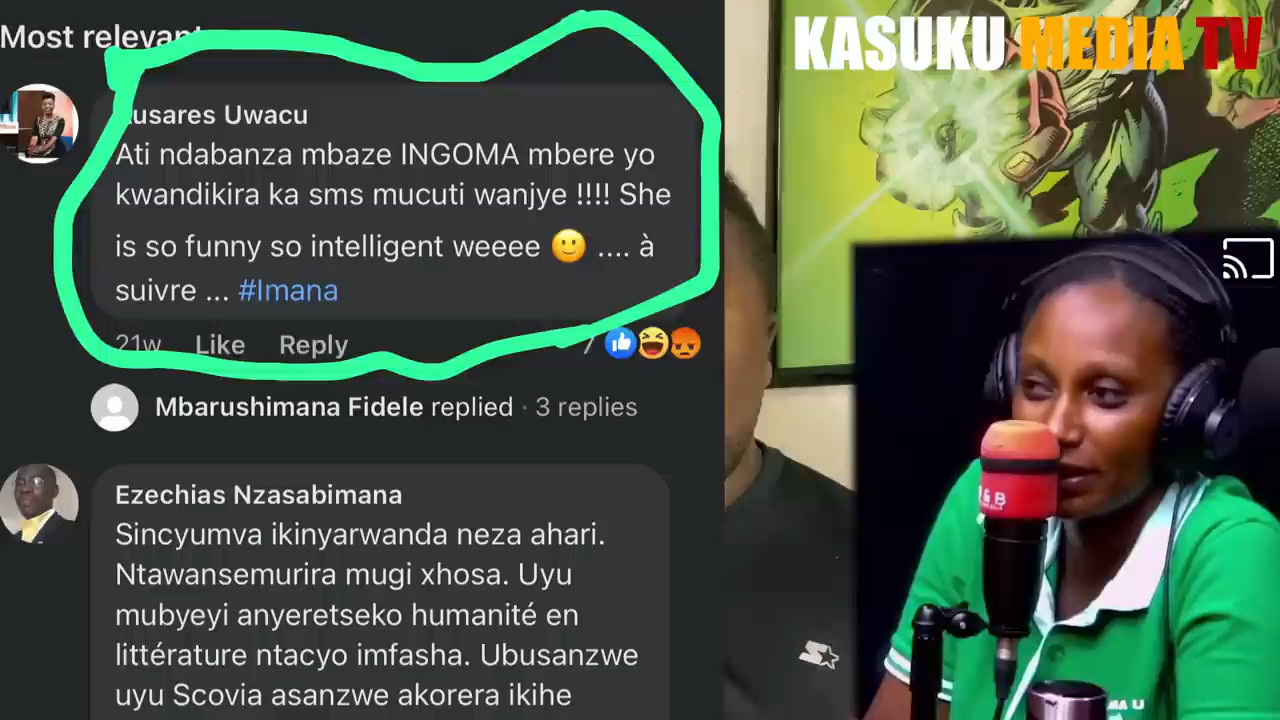 KASUKU MEDIA TV
Most relevant
usares Uwacu
Ati ndabanza mbaze INGOMA mbere yo
kwandikira ka sms mucuti wanjye !!!! She
is so funny so intelligent weeee 🙂 .... à
suivre ... #Imana
21w Like Reply 7
Mbarushimana Fidele replied · 3 replies
Ezechias Nzasabimana
Sincyumva ikinyarwanda neza ahari.
Ntawansemurira mugi xhosa. Uyu
mubyeyi anyeretseko humanité en
littérature ntacyo imfasha. Ubusanzwe
uyu Scovia asanzwe akorera ikihe
& B